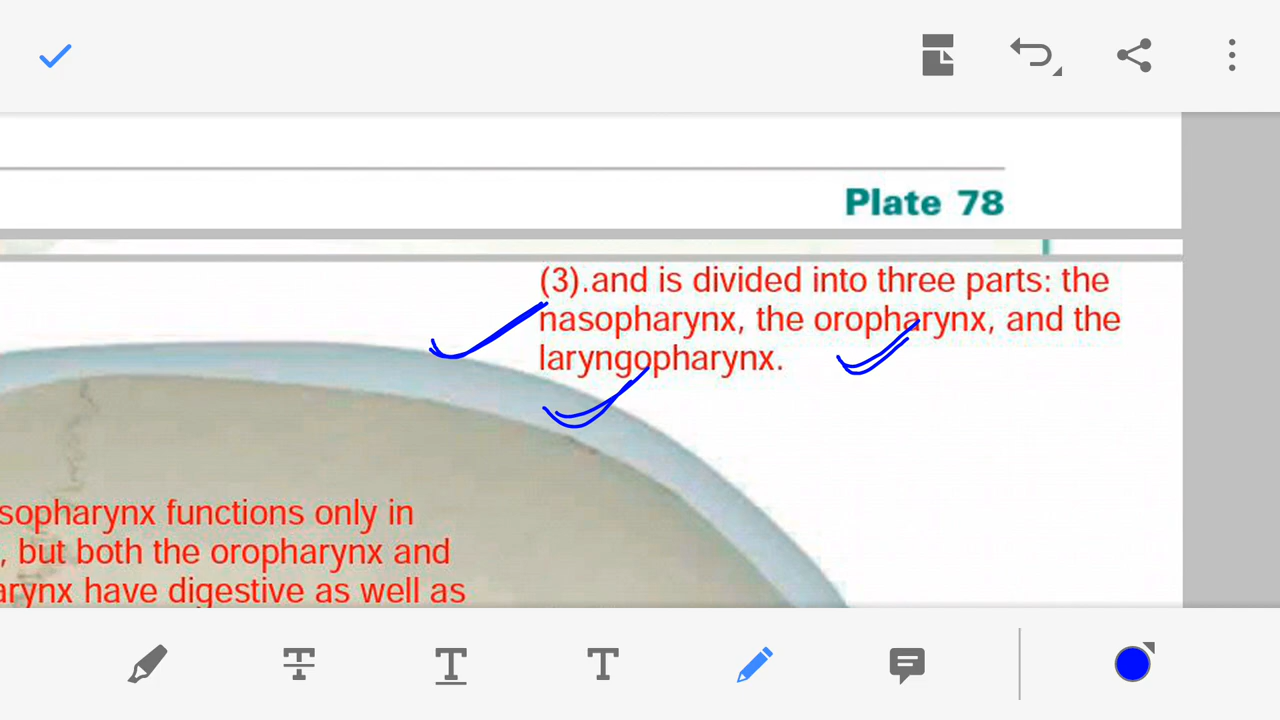 Plate 78
(3).and is divided into three parts: the
nasopharynx, the oropharynx, and the
laryngopharynx.
sopharynx functions only in
, but both the oropharynx and
arynx have digestive as well as